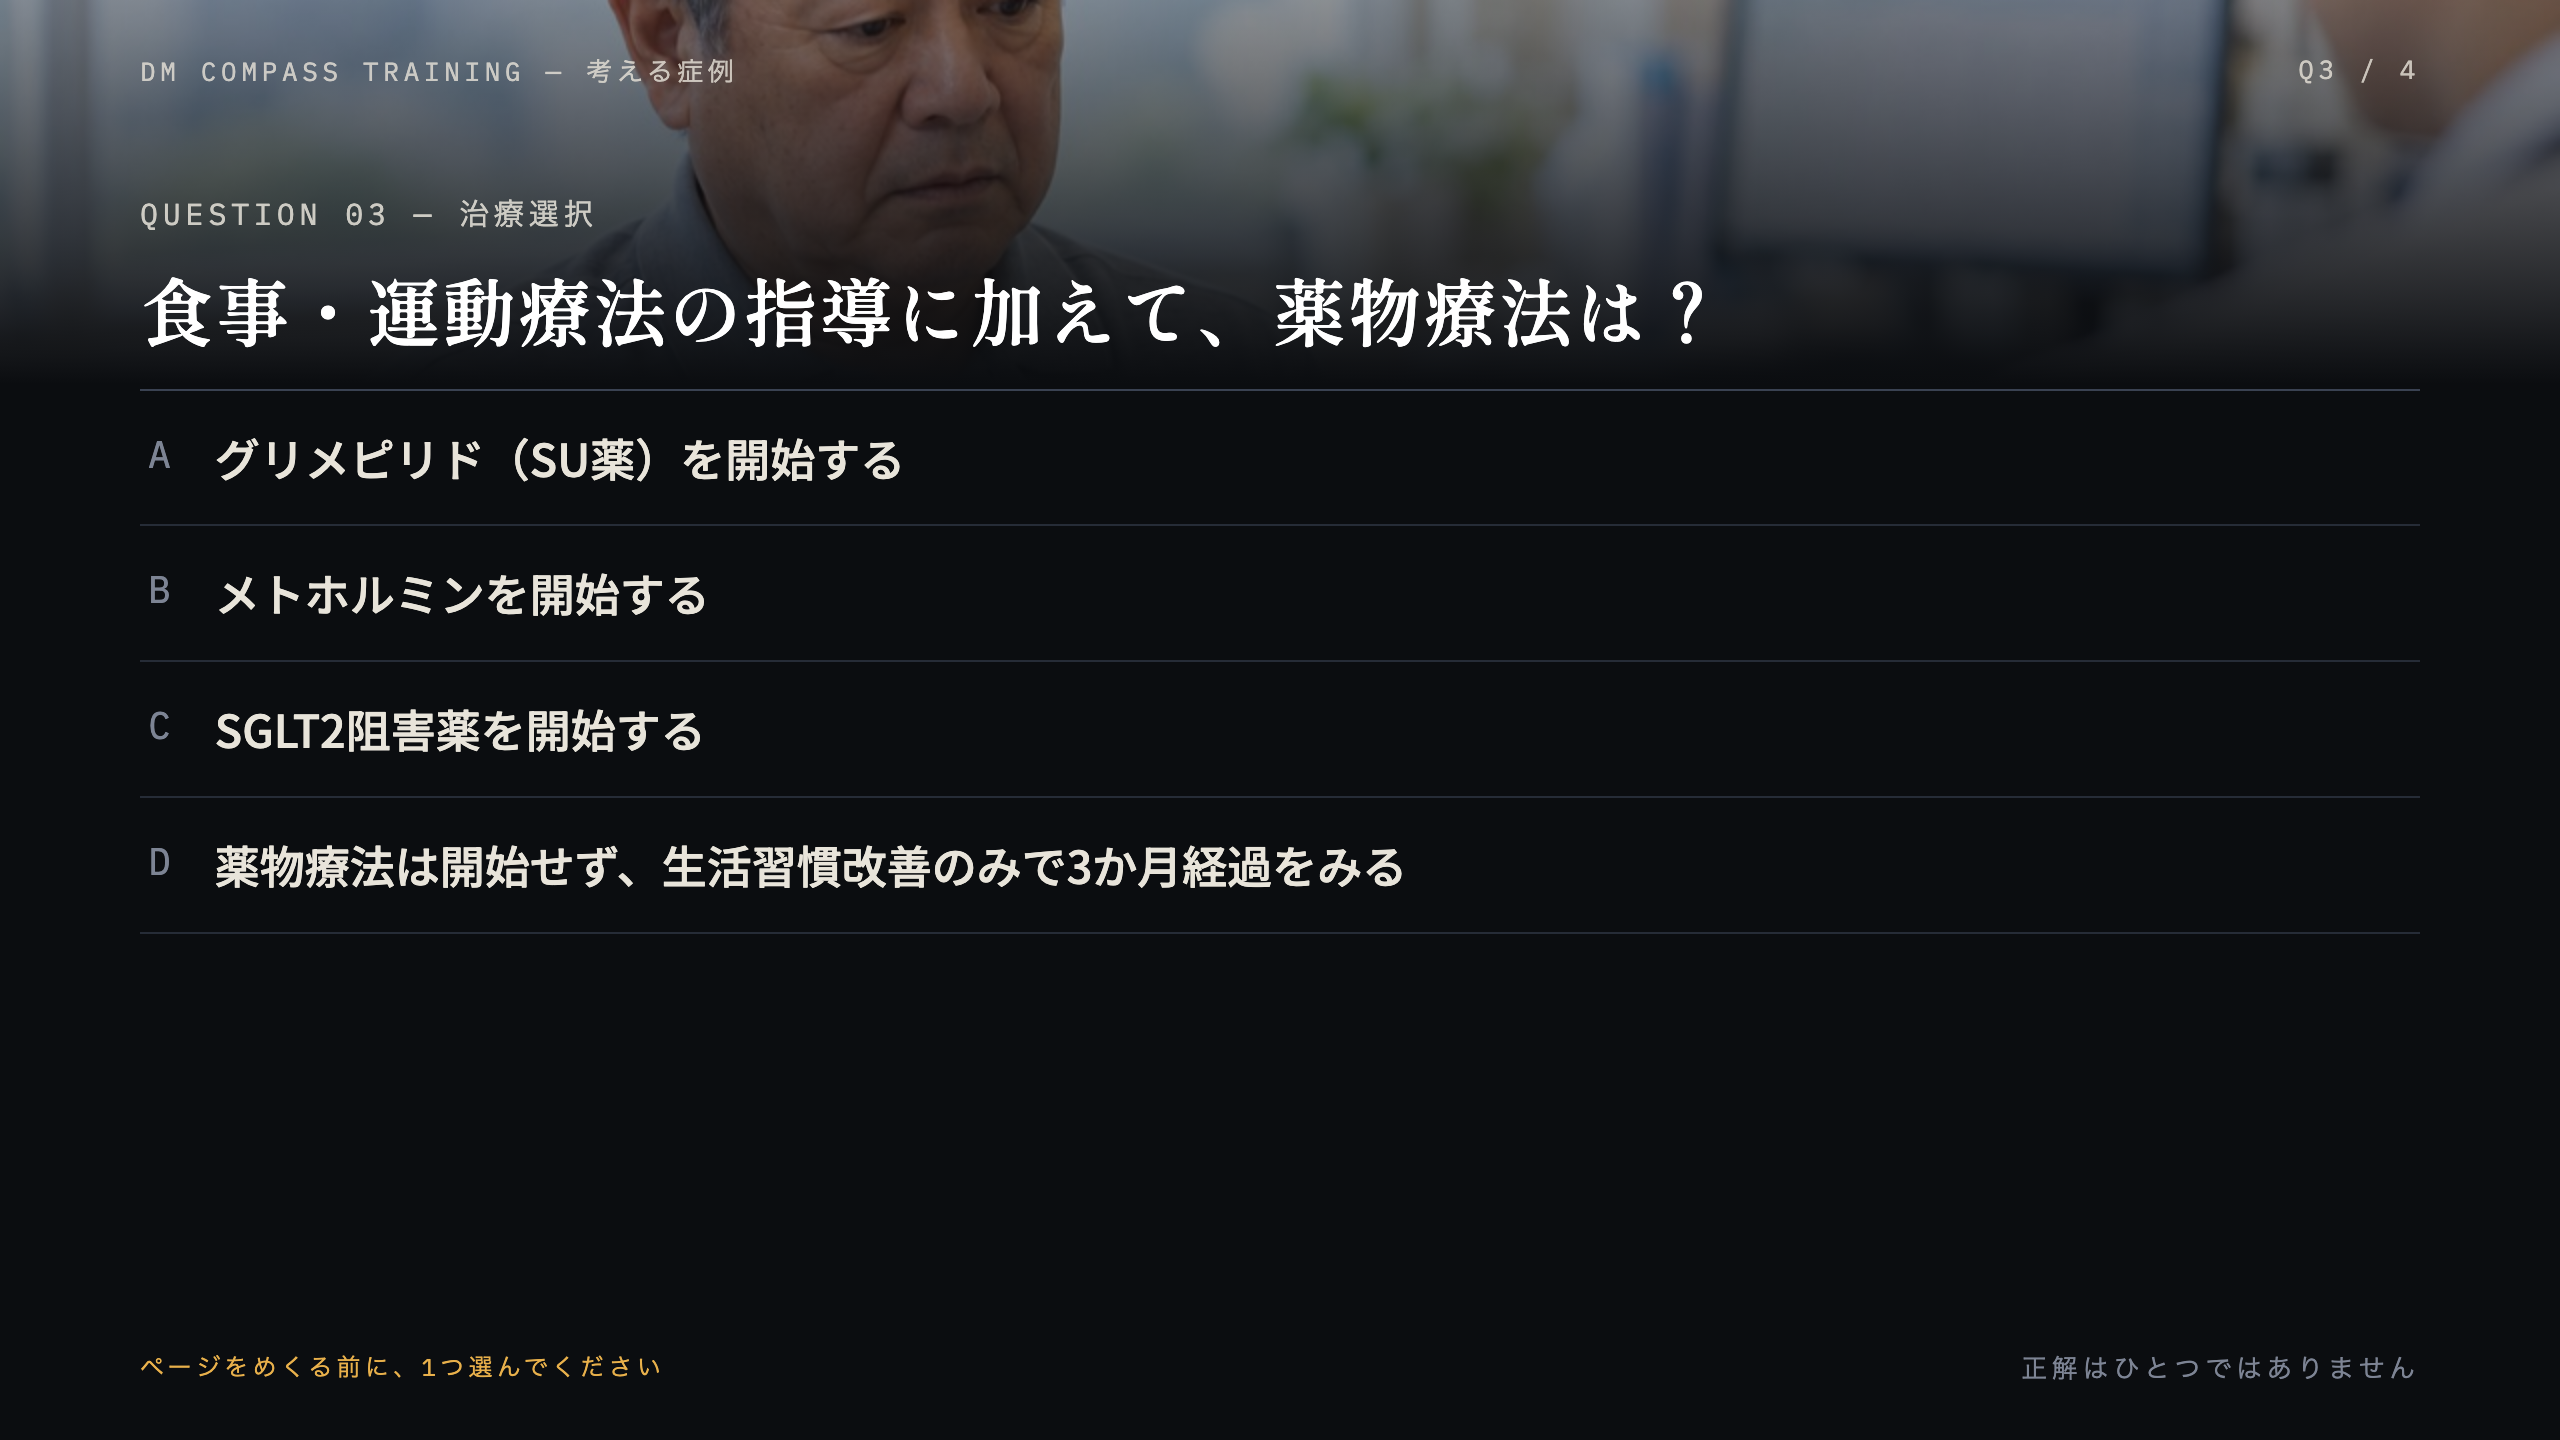 DM COMPASS TRAINING — 考える症例
Q3 / 4
QUESTION 03 — 治療選択
食事・運動療法の指導に加えて、薬物療法は？
A グリメピリド（SU薬）を開始する
B メトホルミンを開始する
C SGLT2阻害薬を開始する
D 薬物療法は開始せず、生活習慣改善のみで3か月経過をみる
ページをめくる前に、1つ選んでください
正解はひとつではありません